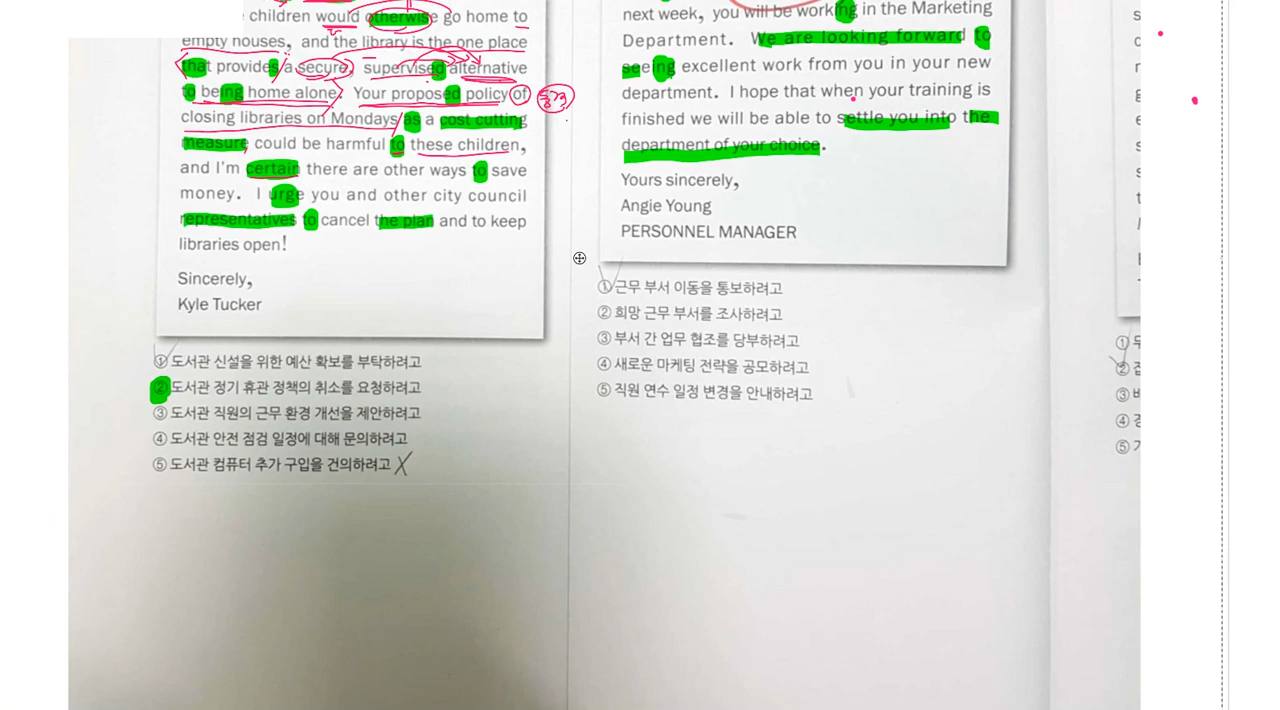 children would otherwise go home to
empty houses, and the library is the one place
that provides a secure, supervised alternative
to being home alone. Your proposed policy of
closing libraries on Mondays as a cost cutting
measure could be harmful to these children,
and I'm certain there are other ways to save
money. I urge you and other city council
representatives to cancel the plan and to keep
libraries open!
Sincerely,
Kyle Tucker
① 도서관 신설을 위한 예산 확보를 부탁하려고
② 도서관 정기 휴관 정책의 취소를 요청하려고
③ 도서관 직원의 근무 환경 개선을 제안하려고
④ 도서관 안전 점검 일정에 대해 문의하려고
⑤ 도서관 컴퓨터 추가 구입을 건의하려고
next week, you will be working in the Marketing
Department. We are looking forward to
seeing excellent work from you in your new
department. I hope that when your training is
finished we will be able to settle you into the
department of your choice.
Yours sincerely,
Angie Young
PERSONNEL MANAGER
① 근무 부서 이동을 통보하려고
② 희망 근무 부서를 조사하려고
③ 부서 간 업무 협조를 당부하려고
④ 새로운 마케팅 전략을 공모하려고
⑤ 직원 연수 일정 변경을 안내하려고
①
②
③
④
⑤